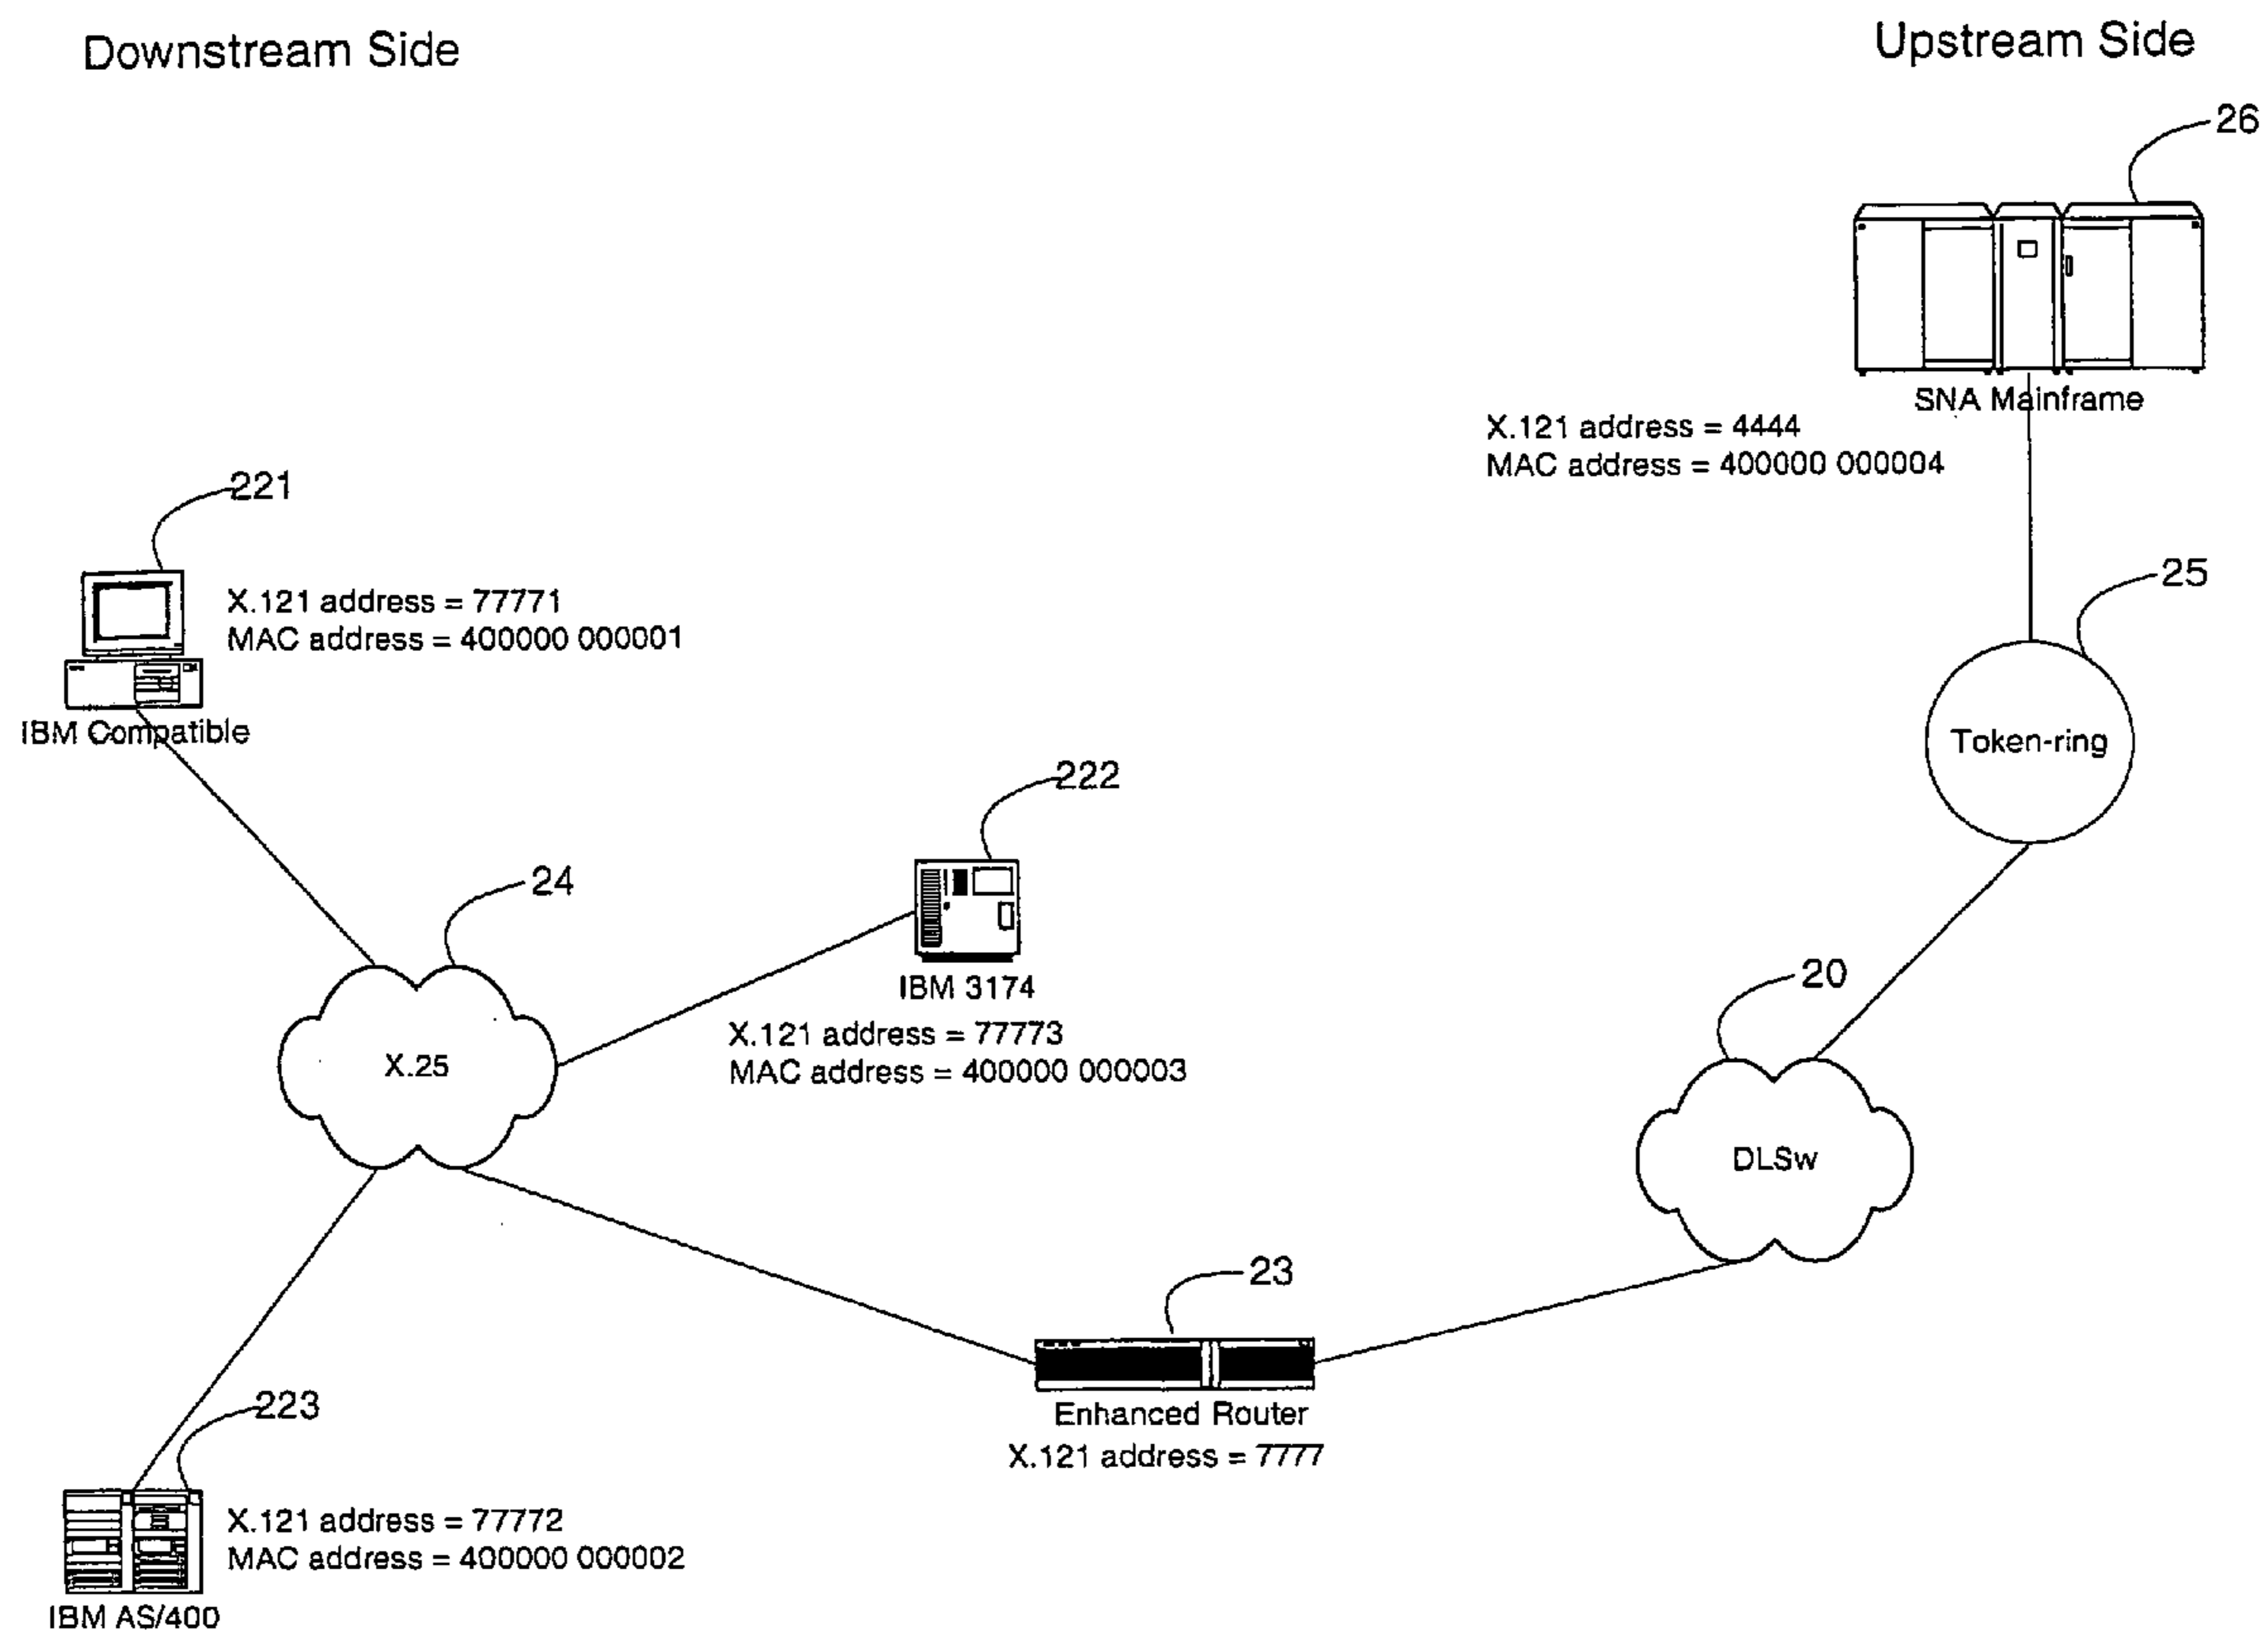 Downstream Side
Upstream Side
26
SNA Mainframe
X.121 address = 4444
MAC address = 400000 000004
221
X.121 address = 77771
MAC address = 400000 000001
IBM Compatible
25
Token-ring
222
IBM 3174
X.121 address = 77773
MAC address = 400000 000003
24
X.25
20
DLSw
23
Enhanced Router
X.121 address = 7777
223
X.121 address = 77772
MAC address = 400000 000002
IBM AS/400